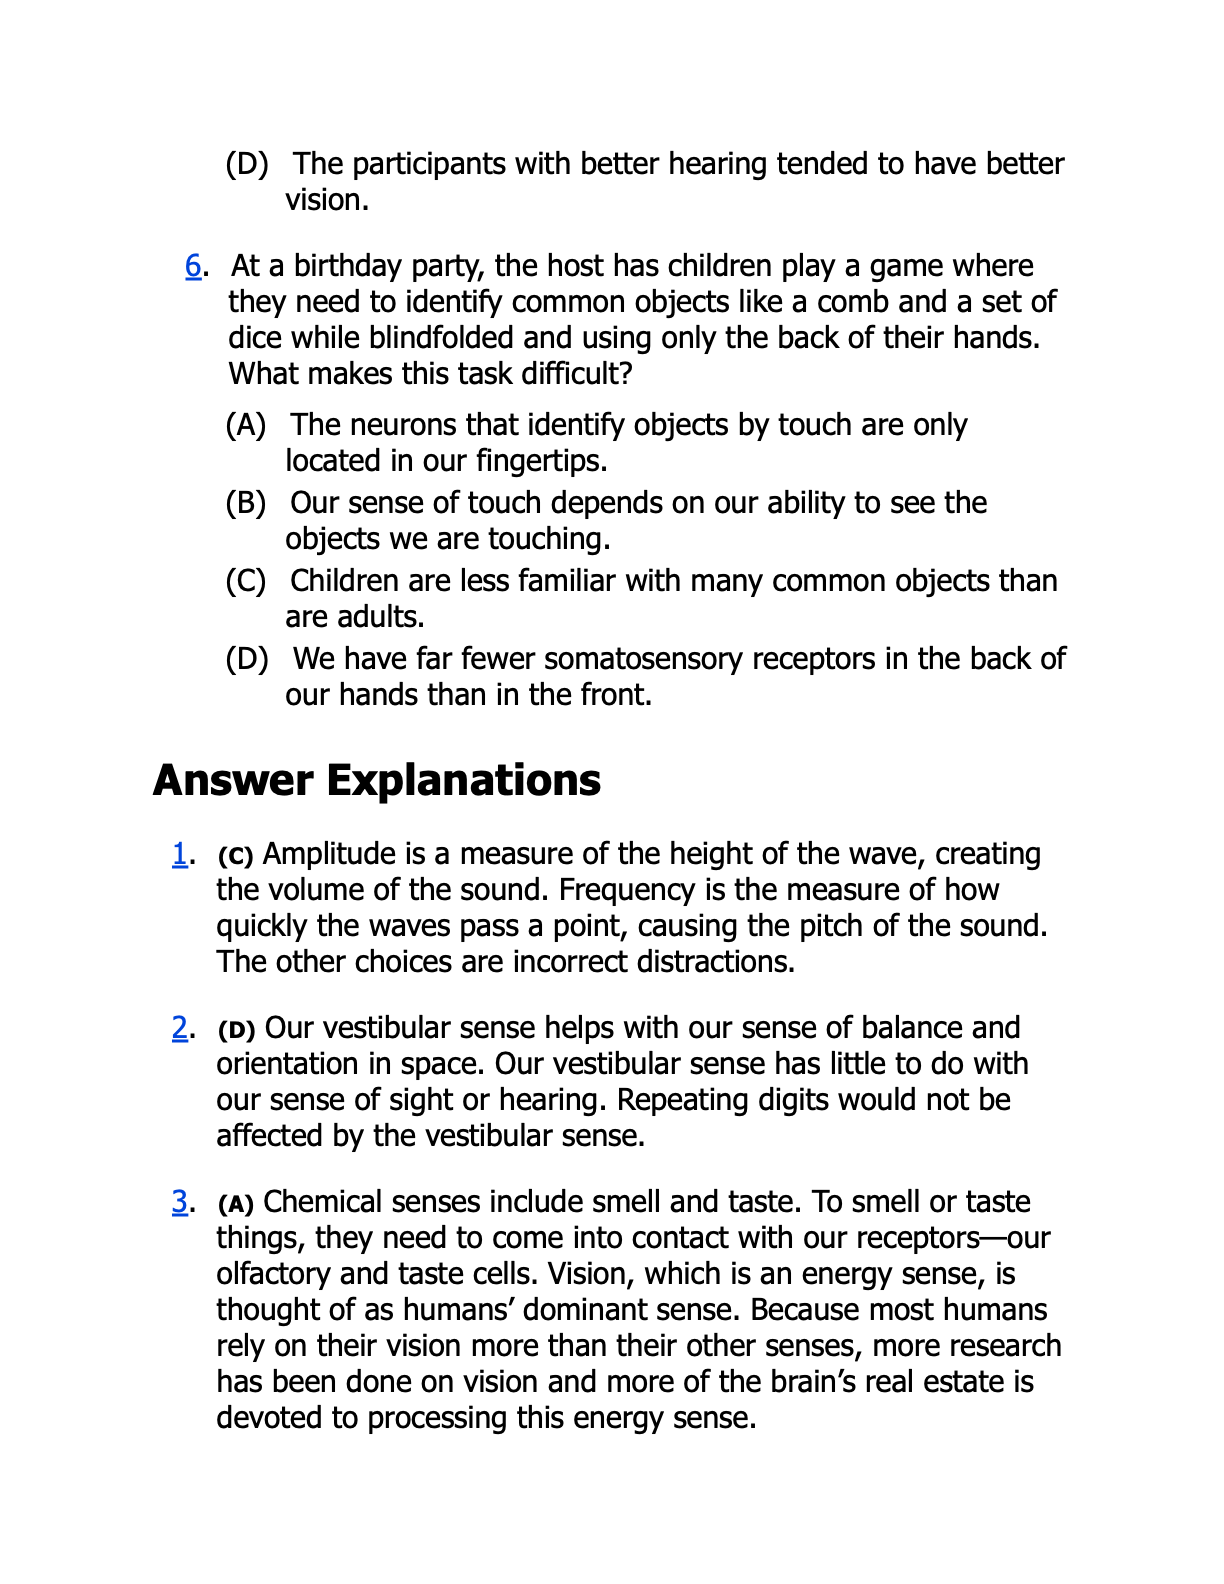 (D) The participants with better hearing tended to have better
vision.
6. At a birthday party, the host has children play a game where
they need to identify common objects like a comb and a set of
dice while blindfolded and using only the back of their hands.
What makes this task difficult?
(A) The neurons that identify objects by touch are only
located in our fingertips.
(B) Our sense of touch depends on our ability to see the
objects we are touching.
(C) Children are less familiar with many common objects than
are adults.
(D) We have far fewer somatosensory receptors in the back of
our hands than in the front.
Answer Explanations
1. (C) Amplitude is a measure of the height of the wave, creating
the volume of the sound. Frequency is the measure of how
quickly the waves pass a point, causing the pitch of the sound.
The other choices are incorrect distractions.
2. (D) Our vestibular sense helps with our sense of balance and
orientation in space. Our vestibular sense has little to do with
our sense of sight or hearing. Repeating digits would not be
affected by the vestibular sense.
3. (A) Chemical senses include smell and taste. To smell or taste
things, they need to come into contact with our receptors—our
olfactory and taste cells. Vision, which is an energy sense, is
thought of as humans’ dominant sense. Because most humans
rely on their vision more than their other senses, more research
has been done on vision and more of the brain’s real estate is
devoted to processing this energy sense.